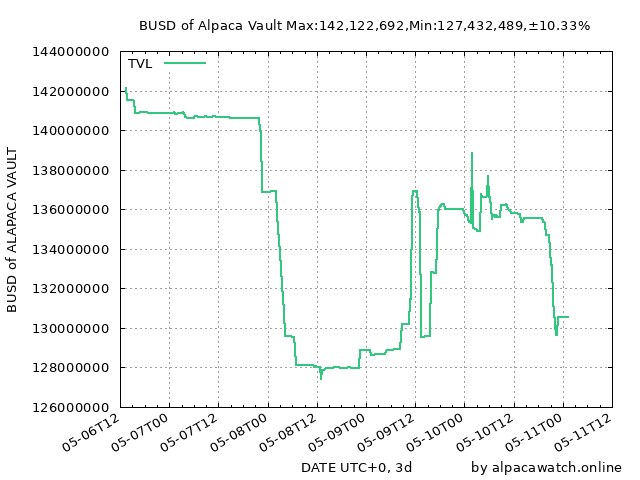 BUSD of Alpaca Vault Max:142,122,692,Min:127,432,489,±10.33%
TVL
BUSD of ALAPACA VAULT
144000000
142000000
140000000
138000000
136000000
134000000
132000000
130000000
128000000
126000000
05-06T12
05-07T00
05-07T12
05-08T00
05-08T12
05-09T00
05-09T12
05-10T00
05-10T12
05-11T00
05-11T12
DATE UTC+0, 3d
by alpacawatch.online